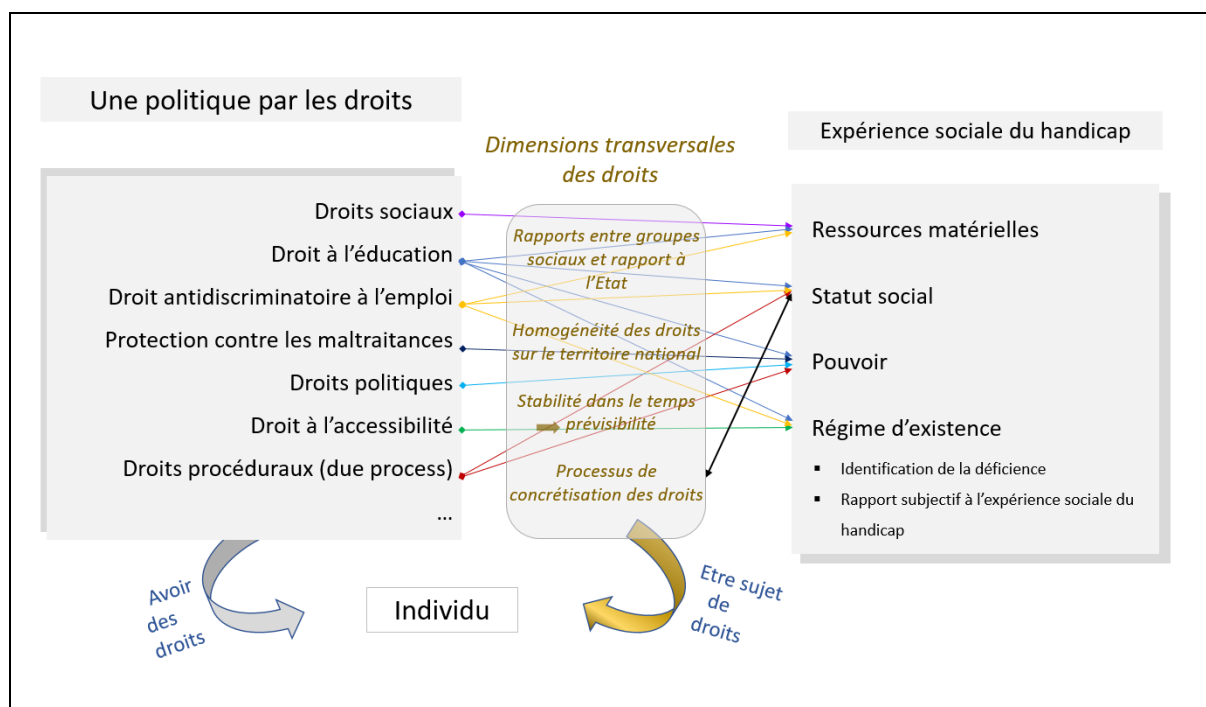 Une politique par les droits
Droits sociaux
Droit à l’éducation
Droit antidiscriminatoire à l’emploi
Protection contre les maltraitances
Droits politiques
Droit à l’accessibilité
Droits procéduraux (due process)
...
Dimensions transversales
des droits
Rapports entre groupes
sociaux et rapport à
l’Etat
Homogénéité des droits
sur le territoire national
Stabilité dans le temps
prévisibilité
Processus de
concrétisation des droits
Expérience sociale du handicap
Ressources matérielles
Statut social
Pouvoir
Régime d’existence
▪ Identification de la déficience
▪ Rapport subjectif à l’expérience sociale du
handicap
Avoir
des
droits
Individu
Etre sujet
de
droits